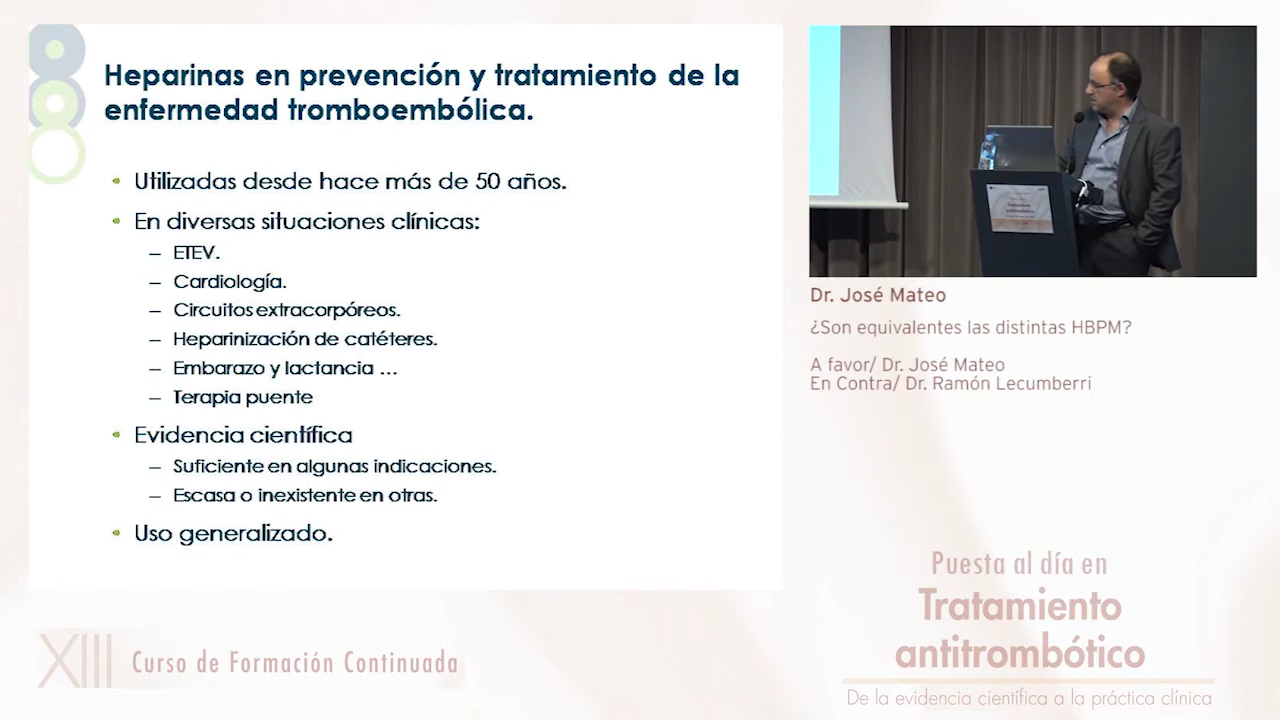 Heparinas en prevención y tratamiento de la
enfermedad tromboembólica.
• Utilizadas desde hace más de 50 años.
• En diversas situaciones clínicas:
– ETEV.
– Cardiología.
– Circuitos extracorpóreos.
– Heparinización de catéteres.
– Embarazo y lactancia ...
– Terapia puente
• Evidencia científica
– Suficiente en algunas indicaciones.
– Escasa o inexistente en otras.
• Uso generalizado.
Tratamiento
antitrombótico
Dr. José Mateo
¿Son equivalentes las distintas HBPM?
A favor/ Dr. José Mateo
En Contra/ Dr. Ramón Lecumberri
XIII Curso de Formación Continuada
Puesta al día en
Tratamiento
antitrombótico
De la evidencia científica a la práctica clínica